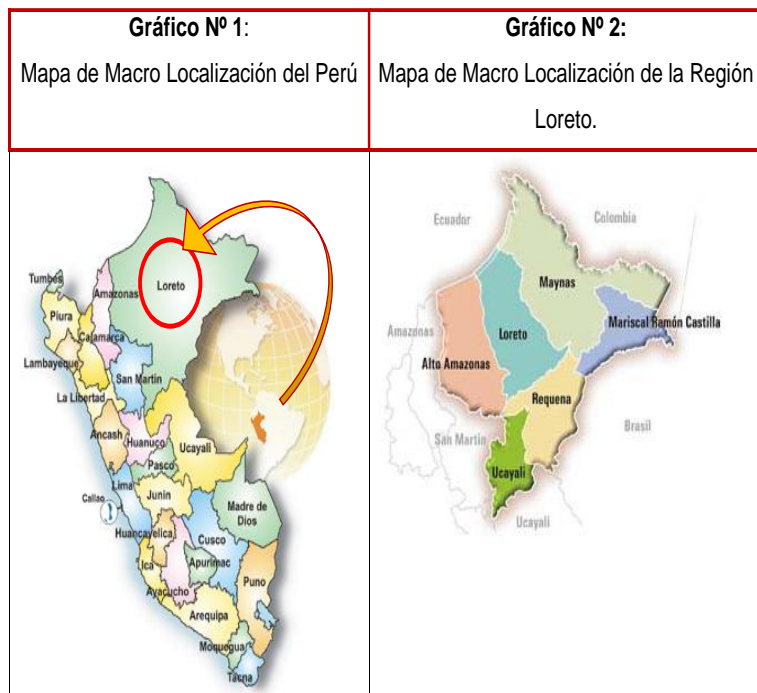 Gráfico Nº 1:
Mapa de Macro Localización del Perú
Gráfico Nº 2:
Mapa de Macro Localización de la Región
Loreto.
Tumbes
Piura
Amazonas
Loreto
Cajamarca
Lambayeque
San Martín
La Libertad
Ancash
Huanuco
Ucayali
Pasco
Lima
Callao
Junín
Madre de
Dios
Huancavelica
Cusco
Ica
Apurimac
Ayacucho
Puno
Arequipa
Moquegua
Tacna
Ecuador
Colombia
Maynas
Amazonas
Loreto
Mariscal Ramón Castilla
Alto Amazonas
Requena
San Martín
Brasil
Ucayali
Ucayali